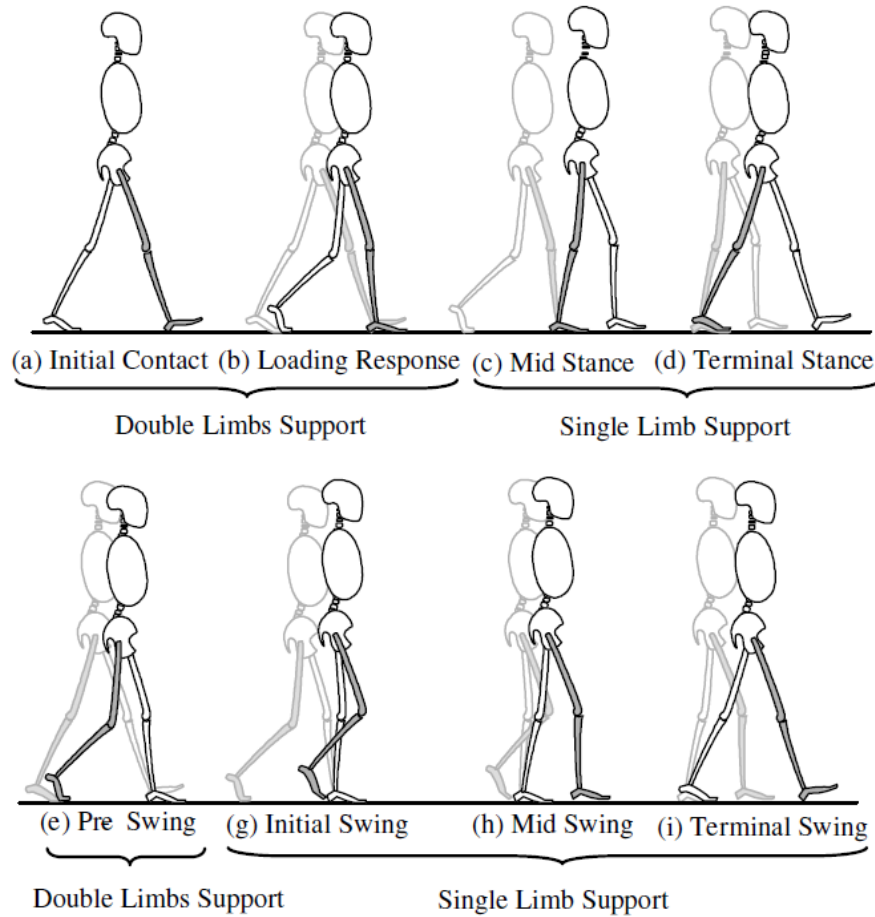 (a) Initial Contact (b) Loading Response (c) Mid Stance (d) Terminal Stance
Double Limbs Support Single Limb Support
(e) Pre Swing (g) Initial Swing (h) Mid Swing (i) Terminal Swing
Double Limbs Support Single Limb Support